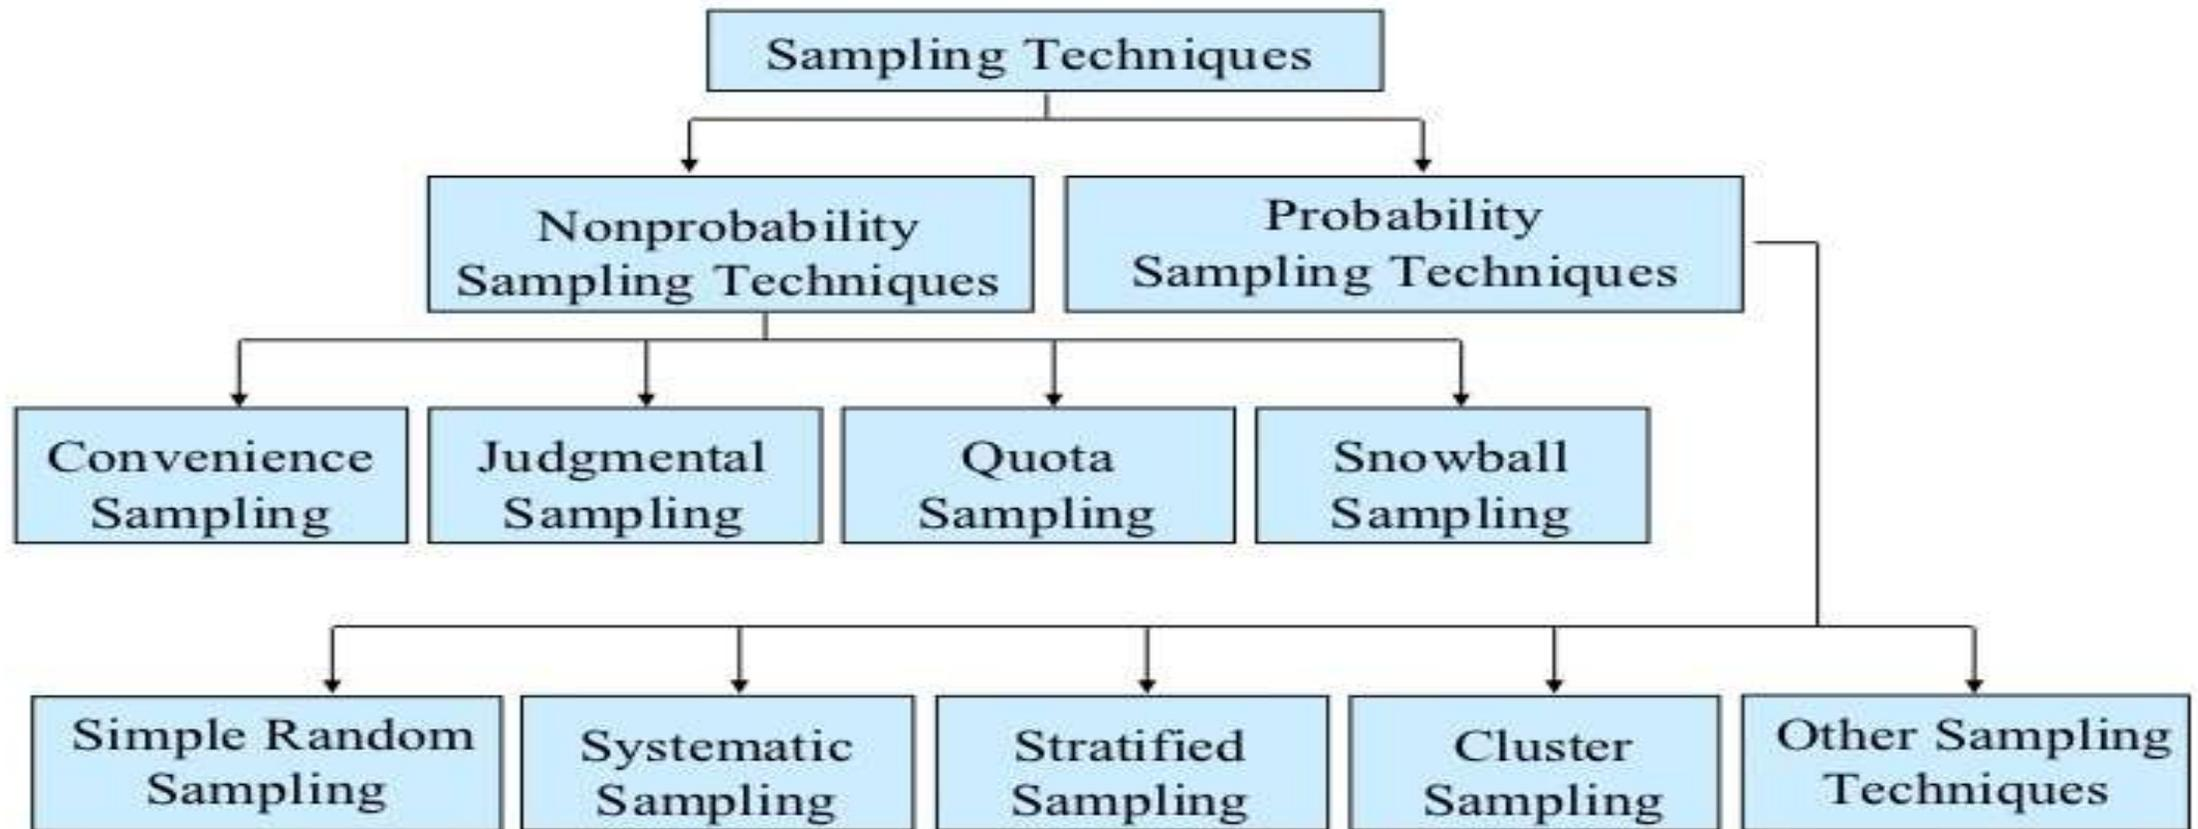 Sampling Techniques
Nonprobability
Sampling Techniques
Probability
Sampling Techniques
Convenience
Sampling
Judgmental
Sampling
Quota
Sampling
Snowball
Sampling
Simple Random
Sampling
Systematic
Sampling
Stratified
Sampling
Cluster
Sampling
Other Sampling
Techniques